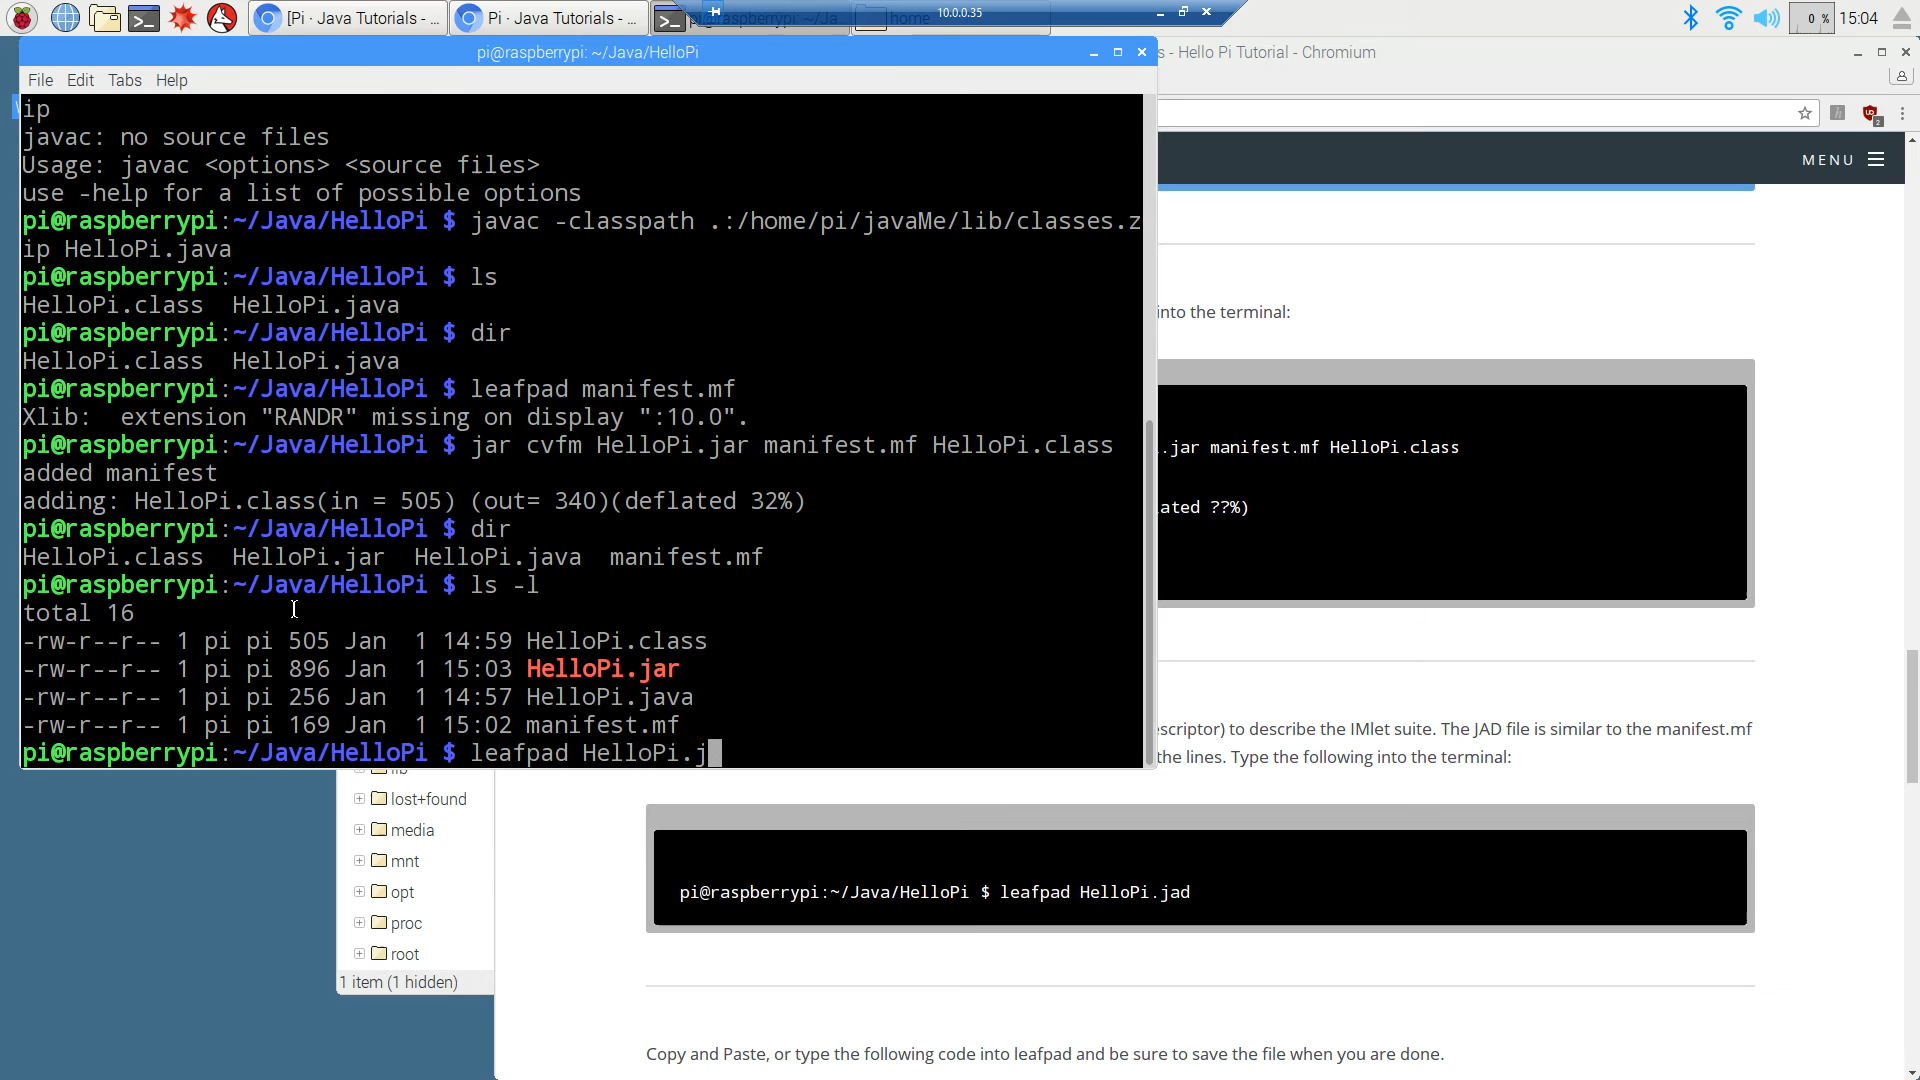 [Pi · Java Tutorials - ...
Pi · Java Tutorials - ...
10.0.0.35
home
0 %
15:04
pi@raspberrypi: ~/Java/HelloPi
s - Hello Pi Tutorial - Chromium
File Edit Tabs Help
ip
javac: no source files
Usage: javac <options> <source files>
use -help for a list of possible options
pi@raspberrypi:~/Java/HelloPi $ javac -classpath .:/home/pi/javaMe/lib/classes.z
ip HelloPi.java
pi@raspberrypi:~/Java/HelloPi $ ls
HelloPi.class  HelloPi.java
pi@raspberrypi:~/Java/HelloPi $ dir
HelloPi.class  HelloPi.java
pi@raspberrypi:~/Java/HelloPi $ leafpad manifest.mf
Xlib:  extension "RANDR" missing on display ":10.0".
pi@raspberrypi:~/Java/HelloPi $ jar cvfm HelloPi.jar manifest.mf HelloPi.class
added manifest
adding: HelloPi.class(in = 505) (out= 340)(deflated 32%)
pi@raspberrypi:~/Java/HelloPi $ dir
HelloPi.class  HelloPi.jar  HelloPi.java  manifest.mf
pi@raspberrypi:~/Java/HelloPi $ ls -l
total 16
-rw-r--r-- 1 pi pi 505 Jan  1 14:59 HelloPi.class
-rw-r--r-- 1 pi pi 896 Jan  1 15:03 HelloPi.jar
-rw-r--r-- 1 pi pi 256 Jan  1 14:57 HelloPi.java
-rw-r--r-- 1 pi pi 169 Jan  1 15:02 manifest.mf
pi@raspberrypi:~/Java/HelloPi $ leafpad HelloPi.j
MENU
2
into the terminal:
.jar manifest.mf HelloPi.class
ated ??%)
escriptor) to describe the IMlet suite. The JAD file is similar to the manifest.mf
the lines. Type the following into the terminal:
pi@raspberrypi:~/Java/HelloPi $ leafpad HelloPi.jad
Copy and Paste, or type the following code into leafpad and be sure to save the file when you are done.
lib
lost+found
media
mnt
opt
proc
root
1 item (1 hidden)